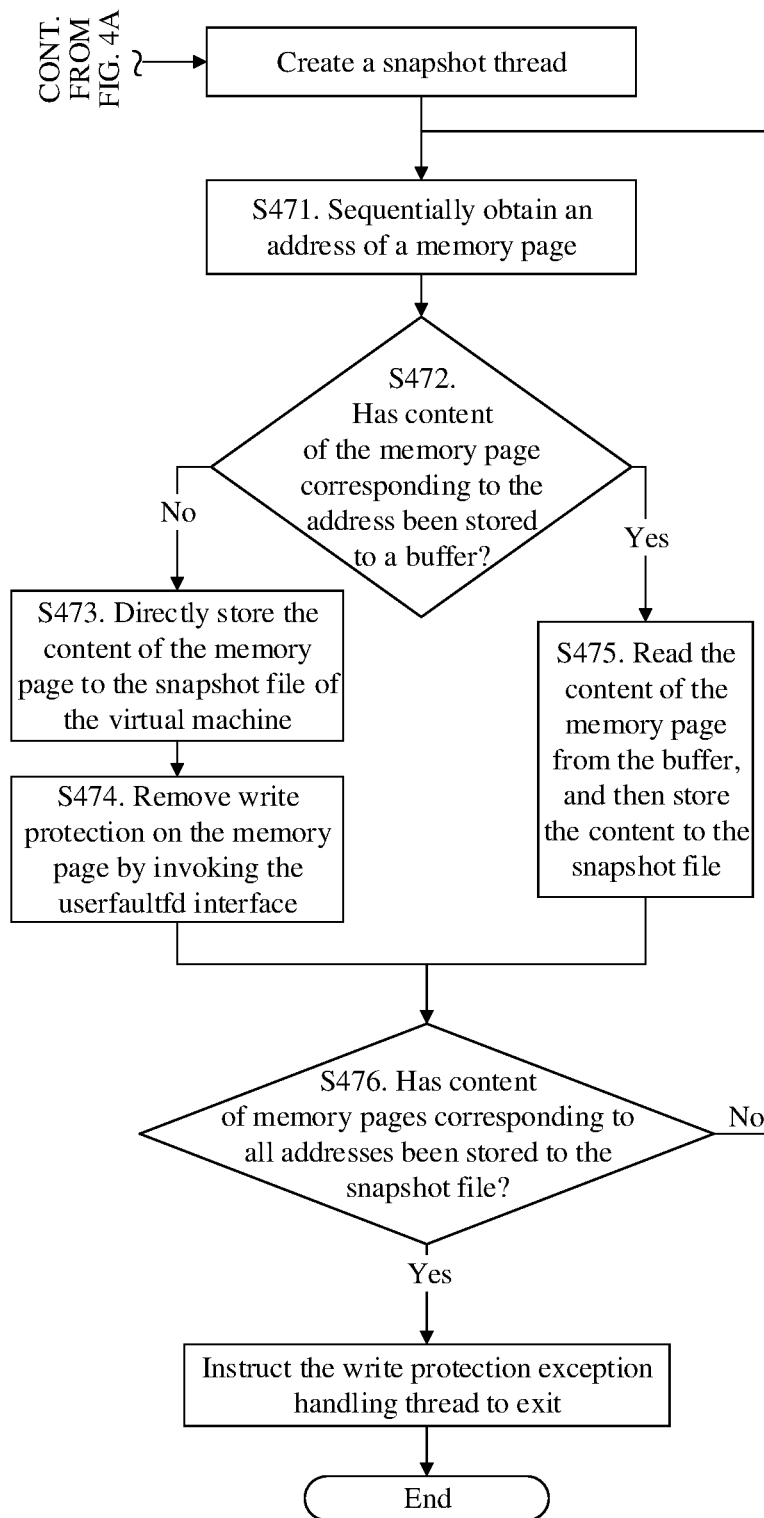 CONT.
FROM
FIG. 4A
Create a snapshot thread
S471. Sequentially obtain an
address of a memory page
S472.
Has content
of the memory page
corresponding to the
address been stored
to a buffer?
No
Yes
S473. Directly store the
content of the memory
page to the snapshot file of
the virtual machine
S474. Remove write
protection on the memory
page by invoking the
userfaultfd interface
S475. Read the
content of the
memory page
from the buffer,
and then store
the content to the
snapshot file
S476. Has content
of memory pages corresponding to
all addresses been stored to the
snapshot file?
No
Yes
Instruct the write protection exception
handling thread to exit
End